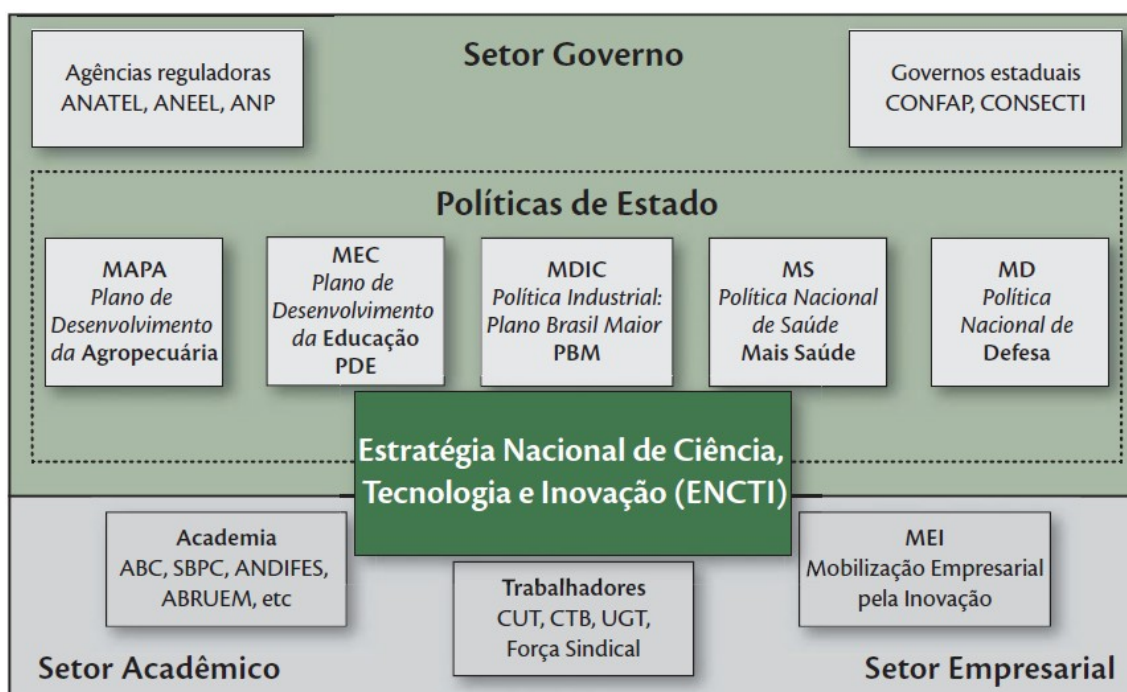 Setor Governo
Agências reguladoras
ANATEL, ANEEL, ANP
Governos estaduais
CONFAP, CONSECTI
Políticas de Estado
MAPA
Plano de
Desenvolvimento
da Agropecuária
MEC
Plano de
Desenvolvimento
da Educação
PDE
MDIC
Política Industrial:
Plano Brasil Maior
PBM
MS
Política Nacional
de Saúde
Mais Saúde
MD
Política
Nacional de
Defesa
Estratégia Nacional de Ciência,
Tecnologia e Inovação (ENCTI)
Academia
ABC, SBPC, ANDIFES,
ABRUEM, etc
Trabalhadores
CUT, CTB, UGT,
Força Sindical
MEI
Mobilização Empresarial
pela Inovação
Setor Acadêmico
Setor Empresarial